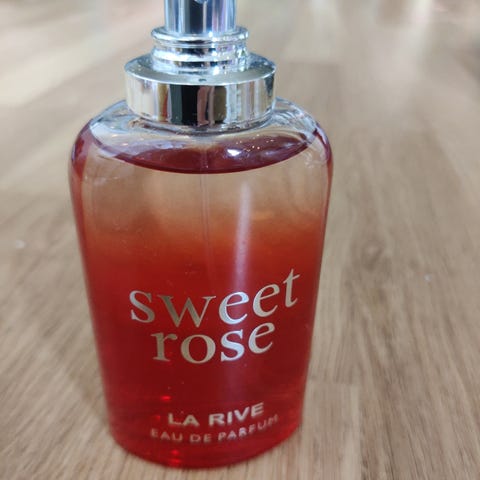 sweet
rose
LA RIVE
EAU DE PARFUM